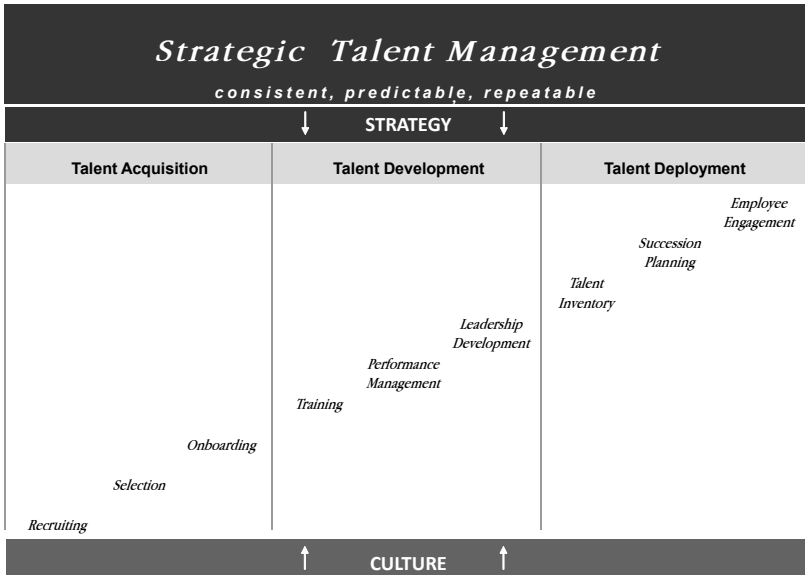 Strategic Talent Management
consistent, predictable, repeatable
↓ STRATEGY ↓
Talent Acquisition
Talent Development
Talent Deployment
Employee
Engagement
Succession
Planning
Talent
Inventory
Leadership
Development
Performance
Management
Training
Onboarding
Selection
Recruiting
↑ CULTURE ↑